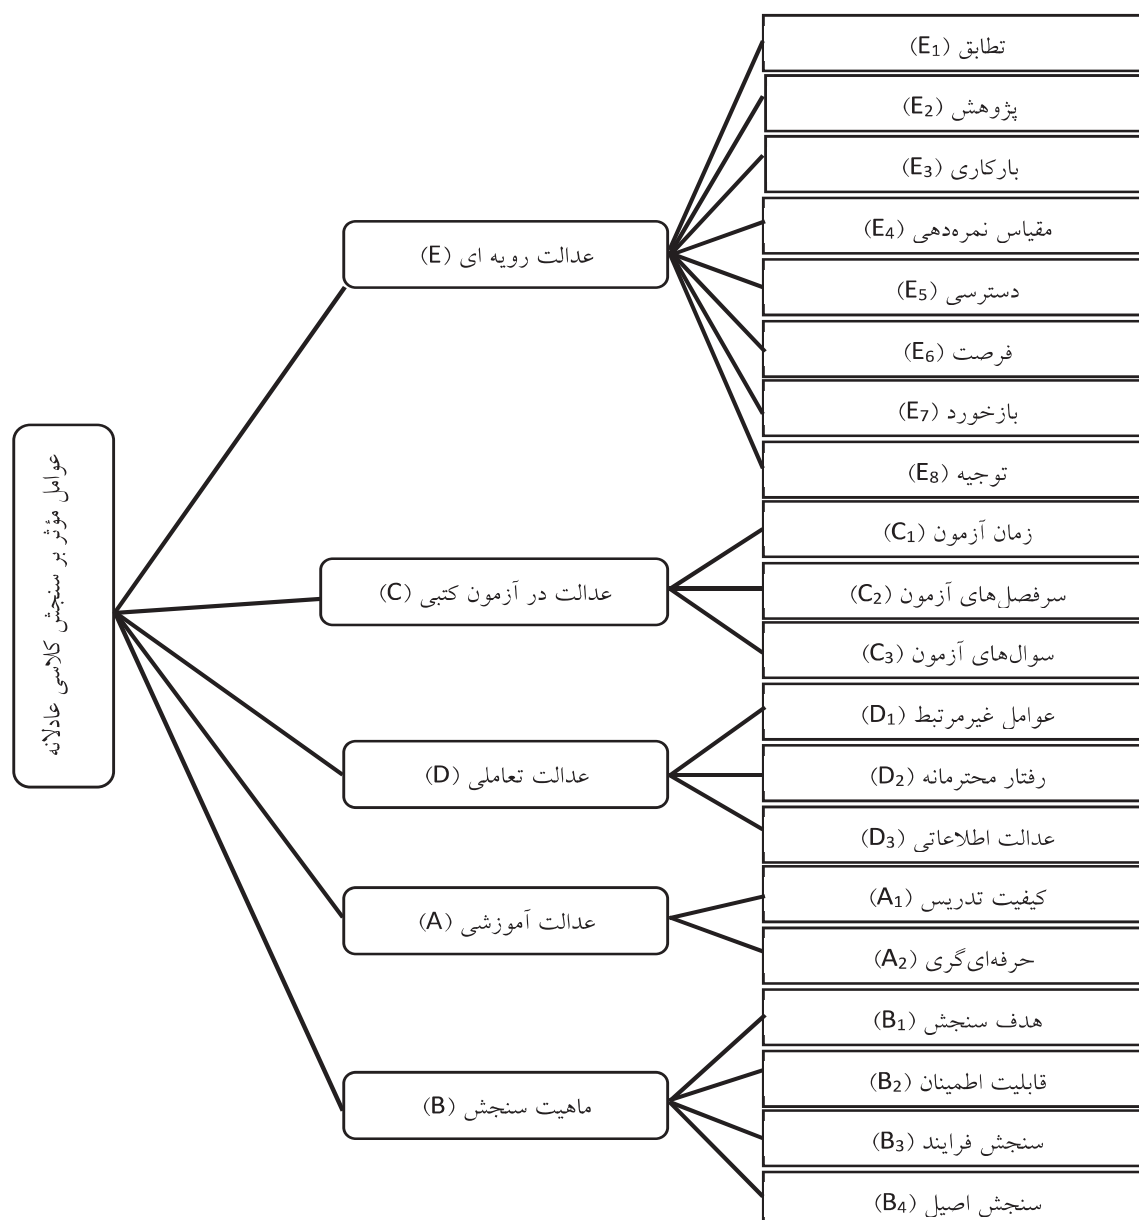 عوامل مؤثر بر سنجش کلاسی عادلانه
عدالت رویه ای (E)
تطابق (E1)
پژوهش (E2)
بارکاری (E3)
مقیاس نمره‌دهی (E4)
دسترسی (E5)
فرصت (E6)
بازخورد (E7)
توجیه (E8)
عدالت در آزمون کتبی (C)
زمان آزمون (C1)
سرفصل‌های آزمون (C2)
سوال‌های آزمون (C3)
عدالت تعاملی (D)
عوامل غیرمرتبط (D1)
رفتار محترمانه (D2)
عدالت اطلاعاتی (D3)
عدالت آموزشی (A)
کیفیت تدریس (A1)
حرفه‌ای‌گری (A2)
ماهیت سنجش (B)
هدف سنجش (B1)
قابلیت اطمینان (B2)
سنجش فرایند (B3)
سنجش اصیل (B4)